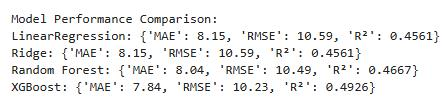 Model Performance Comparison:
LinearRegression: {'MAE': 8.15, 'RMSE': 10.59, 'R²': 0.4561}
Ridge: {'MAE': 8.15, 'RMSE': 10.59, 'R²': 0.4561}
Random Forest: {'MAE': 8.04, 'RMSE': 10.49, 'R²': 0.4667}
XGBoost: {'MAE': 7.84, 'RMSE': 10.23, 'R²': 0.4926}